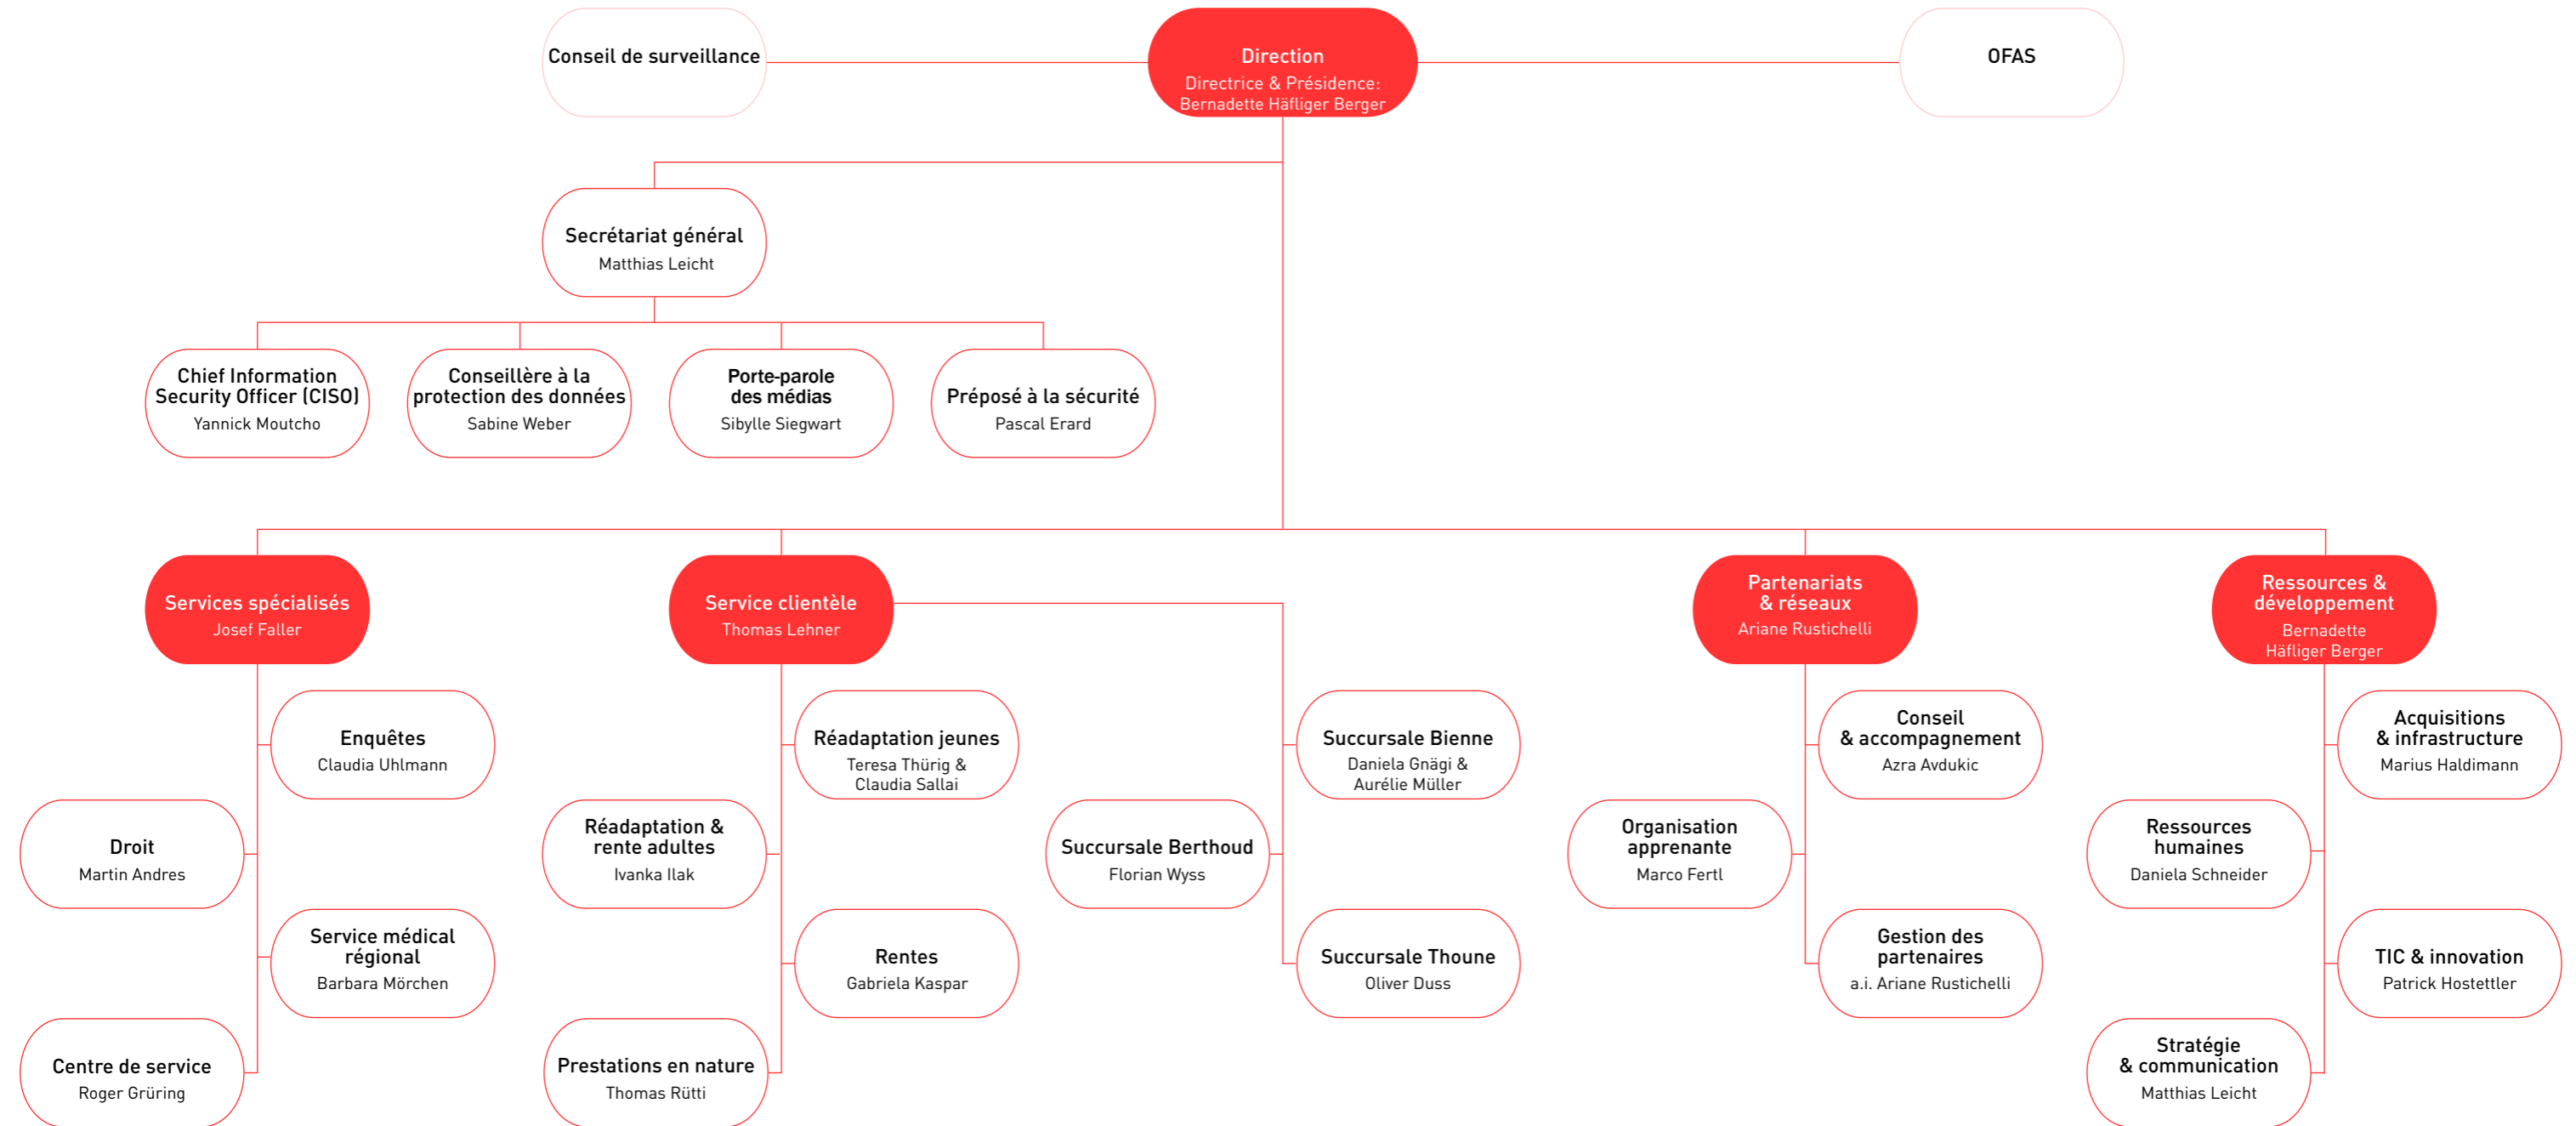 Conseil de surveillance
Direction
Directrice & Présidence:
Bernadette Häfliger Berger
OFAS
Secrétariat général
Matthias Leicht
Chief Information
Security Officer (CISO)
Yannick Moutcho
Conseillère à la
protection des données
Sabine Weber
Porte-parole
des médias
Sibylle Siegwart
Préposé à la sécurité
Pascal Erard
Services spécialisés
Josef Faller
Service clientèle
Thomas Lehner
Partenariats
& réseaux
Ariane Rustichelli
Ressources &
développement
Bernadette
Häfliger Berger
Enquêtes
Claudia Uhlmann
Droit
Martin Andres
Service médical
régional
Barbara Mörchen
Centre de service
Roger Grüring
Réadaptation jeunes
Teresa Thürig &
Claudia Sallai
Réadaptation &
rente adultes
Ivanka Ilak
Rentes
Gabriela Kaspar
Prestations en nature
Thomas Rütti
Succursale Bienne
Daniela Gnägi &
Aurélie Müller
Succursale Berthoud
Florian Wyss
Succursale Thoune
Oliver Duss
Conseil
& accompagnement
Azra Avdukic
Organisation
apprenante
Marco Fertl
Gestion des
partenaires
a.i. Ariane Rustichelli
Acquisitions
& infrastructure
Marius Haldimann
Ressources
humaines
Daniela Schneider
TIC & innovation
Patrick Hostettler
Stratégie
& communication
Matthias Leicht